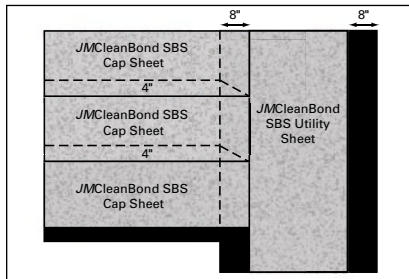 8"
8"
JMCleanBond SBS
Cap Sheet
4"
JMCleanBond SBS
Cap Sheet
4"
JMCleanBond SBS
Cap Sheet
JMCleanBond
SBS Utility
Sheet